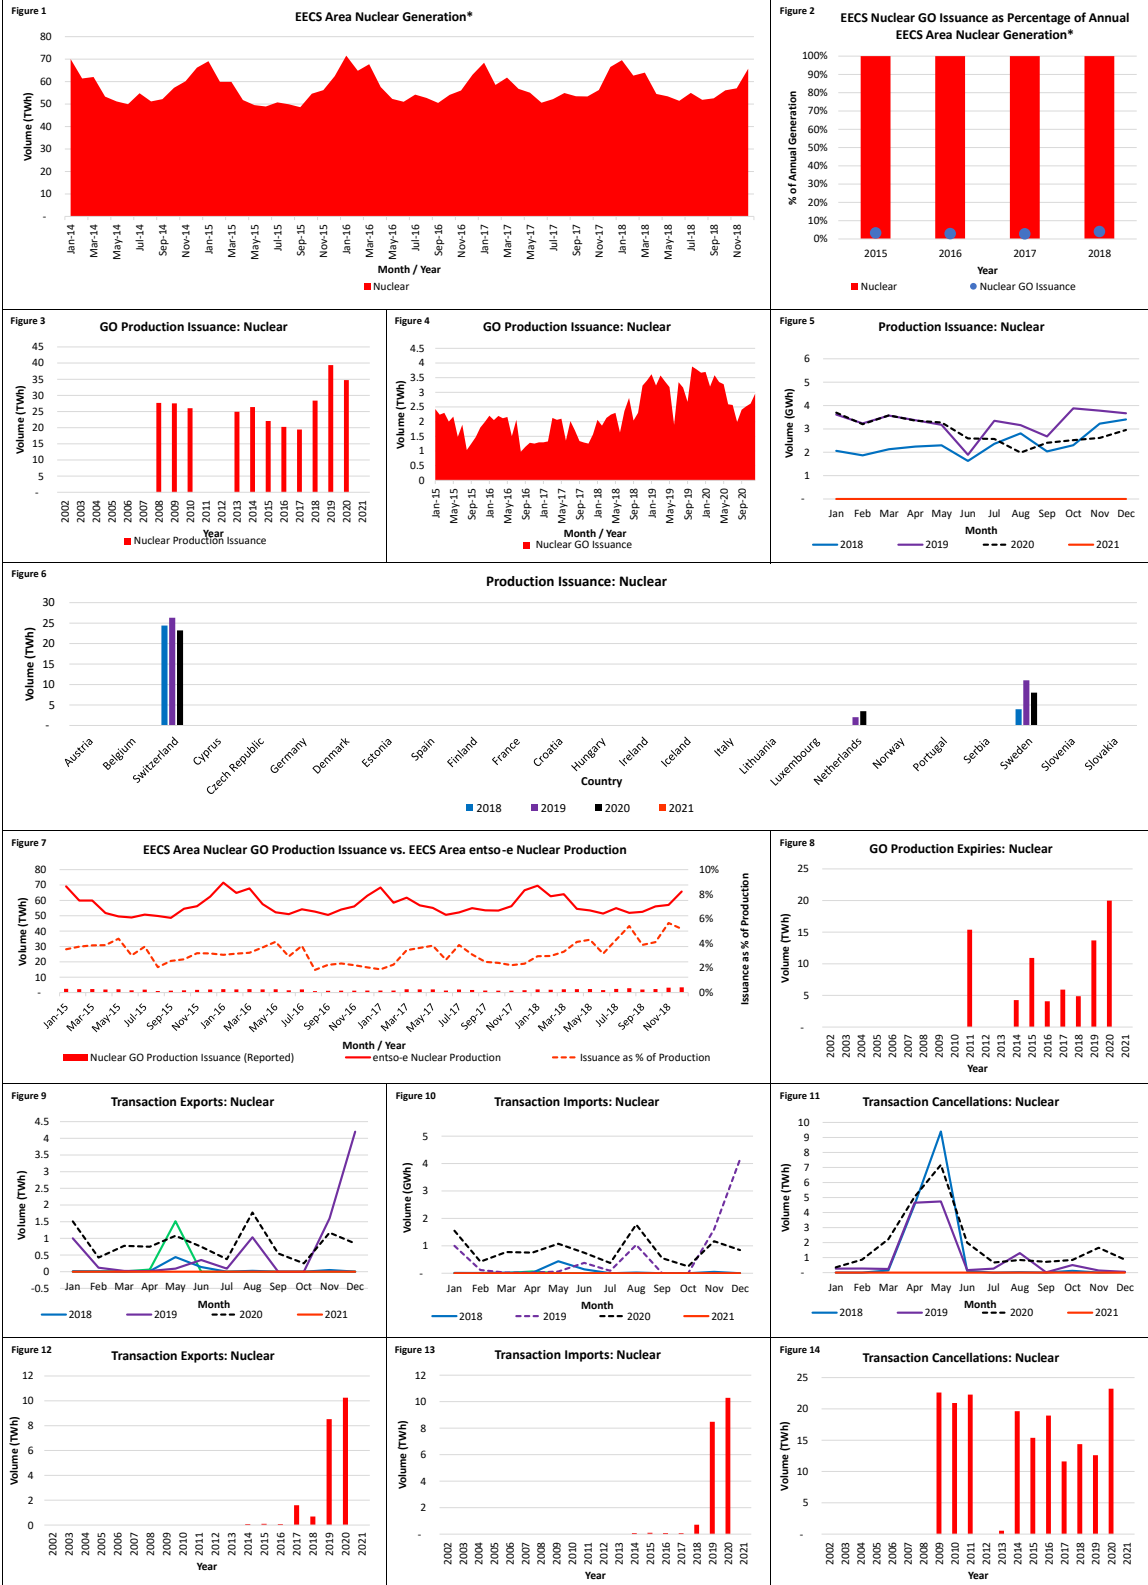 Figure 1
EECS Area Nuclear Generation*
Volume (TWh)
80
70
60
50
40
30
20
10
-
Jan-14
Mar-14
May-14
Jul-14
Sep-14
Nov-14
Jan-15
Mar-15
May-15
Jul-15
Sep-15
Nov-15
Jan-16
Mar-16
May-16
Jul-16
Sep-16
Nov-16
Jan-17
Mar-17
May-17
Jul-17
Sep-17
Nov-17
Jan-18
Mar-18
May-18
Jul-18
Sep-18
Nov-18
Month / Year
Nuclear
Figure 2
EECS Nuclear GO Issuance as Percentage of Annual
EECS Area Nuclear Generation*
% of Annual Generation
100%
90%
80%
70%
60%
50%
40%
30%
20%
10%
0%
2015 2016 2017 2018
Year
Nuclear Nuclear GO Issuance
Figure 3
GO Production Issuance: Nuclear
Volume (TWh)
45
40
35
30
25
20
15
10
5
-
2002 2003 2004 2005 2006 2007 2008 2009 2010 2011 2012 2013 2014 2015 2016 2017 2018 2019 2020 2021
Year
Nuclear Production Issuance
Figure 4
GO Production Issuance: Nuclear
Volume (TWh)
4.5
4
3.5
3
2.5
2
1.5
1
0.5
0
Jan-15
May-15
Sep-15
Jan-16
May-16
Sep-16
Jan-17
May-17
Sep-17
Jan-18
May-18
Sep-18
Jan-19
May-19
Sep-19
Jan-20
May-20
Sep-20
Month / Year
Nuclear GO Issuance
Figure 5
Production Issuance: Nuclear
Volume (GWh)
6
5
4
3
2
1
-
Jan Feb Mar Apr May Jun Jul Aug Sep Oct Nov Dec
Month
2018 2019 2020 2021
Figure 6
Production Issuance: Nuclear
Volume (TWh)
30
25
20
15
10
5
-
Austria
Belgium
Switzerland
Cyprus
Czech Republic
Germany
Denmark
Estonia
Spain
Finland
France
Croatia
Hungary
Ireland
Iceland
Italy
Lithuania
Luxembourg
Netherlands
Norway
Portugal
Serbia
Sweden
Slovenia
Slovakia
Country
2018 2019 2020 2021
Figure 7
EECS Area Nuclear GO Production Issuance vs. EECS Area entso-e Nuclear Production
Volume (TWh)
80
70
60
50
40
30
20
10
-
10%
8%
6%
4%
2%
0%
Issuance as % of Production
Jan-15
Mar-15
May-15
Jul-15
Sep-15
Nov-15
Jan-16
Mar-16
May-16
Jul-16
Sep-16
Nov-16
Jan-17
Mar-17
May-17
Jul-17
Sep-17
Nov-17
Jan-18
Mar-18
May-18
Jul-18
Sep-18
Nov-18
Month / Year
Nuclear GO Production Issuance (Reported) entso-e Nuclear Production Issuance as % of Production
Figure 8
GO Production Expiries: Nuclear
Volume (TWh)
25
20
15
10
5
-
2002 2003 2004 2005 2006 2007 2008 2009 2010 2011 2012 2013 2014 2015 2016 2017 2018 2019 2020 2021
Year
Figure 9
Transaction Exports: Nuclear
Volume (TWh)
4.5
4
3.5
3
2.5
2
1.5
1
0.5
0
-0.5
Jan Feb Mar Apr May Jun Jul Aug Sep Oct Nov Dec
Month
2018 2019 2020 2021
Figure 10
Transaction Imports: Nuclear
Volume (GWh)
5
4
3
2
1
-
Jan Feb Mar Apr May Jun Jul Aug Sep Oct Nov Dec
Month
2018 2019 2020 2021
Figure 11
Transaction Cancellations: Nuclear
Volume (TWh)
10
9
8
7
6
5
4
3
2
1
-
Jan Feb Mar Apr May Jun Jul Aug Sep Oct Nov Dec
Month
2018 2019 2020 2021
Figure 12
Transaction Exports: Nuclear
Volume (TWh)
12
10
8
6
4
2
0
2002 2003 2004 2005 2006 2007 2008 2009 2010 2011 2012 2013 2014 2015 2016 2017 2018 2019 2020 2021
Year
Figure 13
Transaction Imports: Nuclear
Volume (TWh)
12
10
8
6
4
2
-
2002 2003 2004 2005 2006 2007 2008 2009 2010 2011 2012 2013 2014 2015 2016 2017 2018 2019 2020 2021
Year
Figure 14
Transaction Cancellations: Nuclear
Volume (TWh)
25
20
15
10
5
-
2002 2003 2004 2005 2006 2007 2008 2009 2010 2011 2012 2013 2014 2015 2016 2017 2018 2019 2020 2021
Year